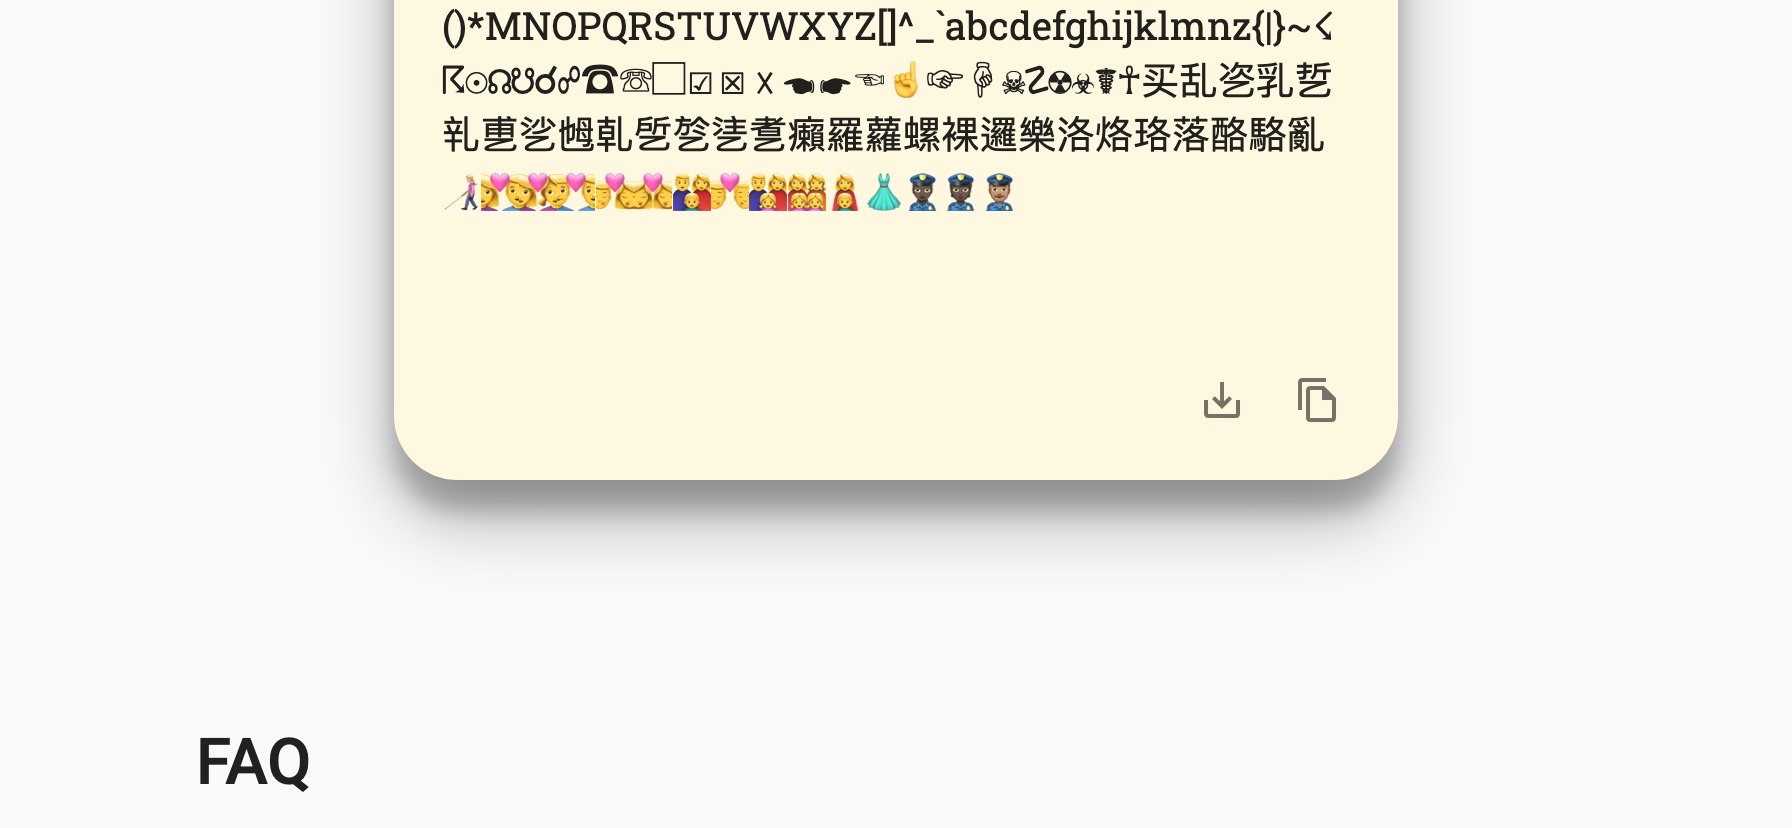 ()*MNOPQRSTUVWXYZ[]^_`abcdefghijklmnz{|}~☇
☈☉☊☋☌☍☎☏☐☑☒☓☚☛☜☝☞☟☠☡☢☣☤☥买乱乲乳乴
乵乶乷乸乹乺乻乼乽癩羅蘿螺裸邏樂洛烙珞落酪駱亂
FAQ